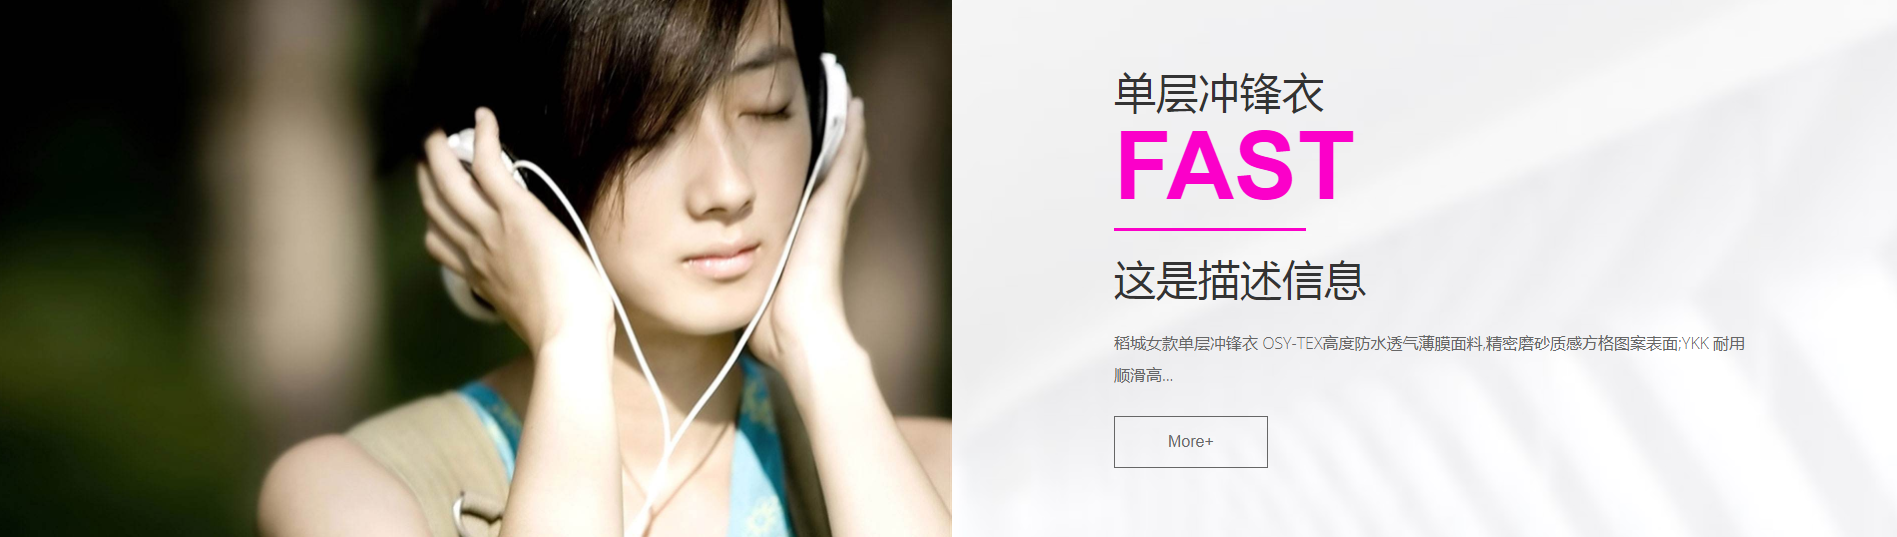 单层冲锋衣
FAST
这是描述信息
稻城女款单层冲锋衣 OSY-TEX高度防水透气薄膜面料,精密磨砂质感方格图案表面;YKK 耐用
顺滑高...
More+